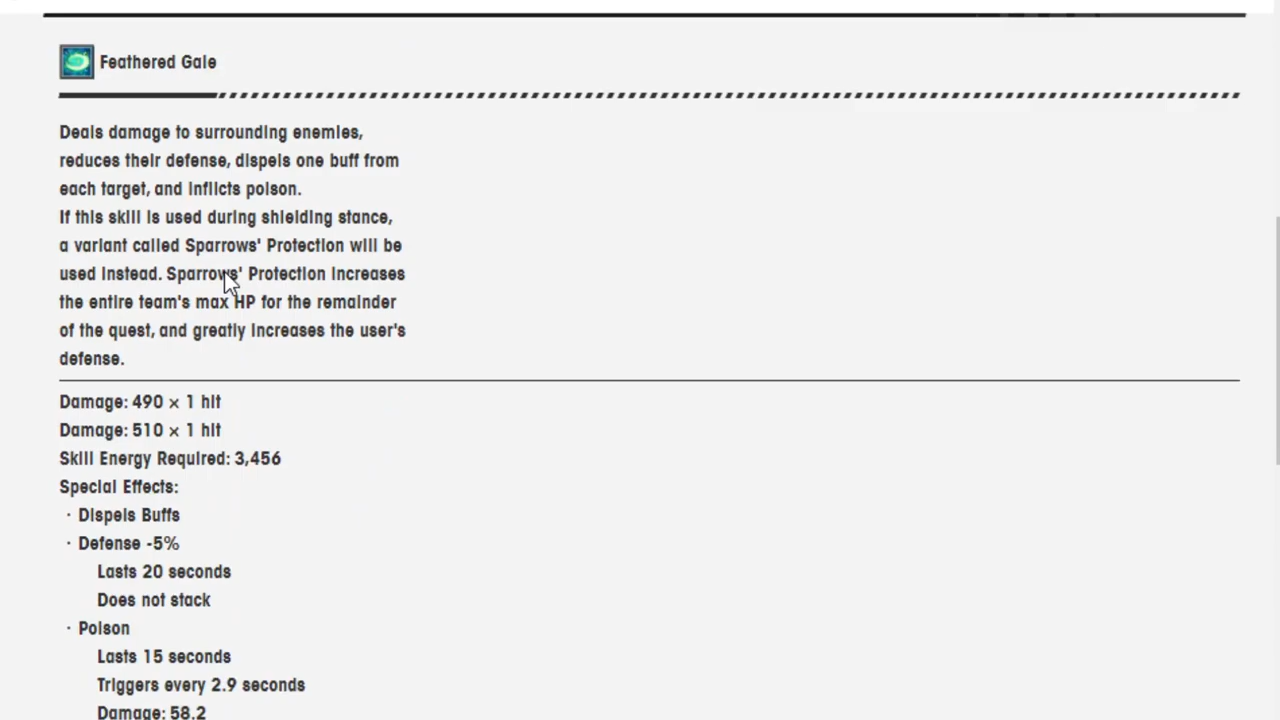 Feathered Gale
Deals damage to surrounding enemies,
reduces their defense, dispels one buff from
each target, and inflicts poison.
If this skill is used during shielding stance,
a variant called Sparrows' Protection will be
used instead. Sparrows' Protection increases
the entire team's max HP for the remainder
of the quest, and greatly increases the user's
defense.
Damage: 490 × 1 hit
Damage: 510 × 1 hit
Skill Energy Required: 3,456
Special Effects:
· Dispels Buffs
· Defense -5%
Lasts 20 seconds
Does not stack
· Poison
Lasts 15 seconds
Triggers every 2.9 seconds
Damage: 58.2